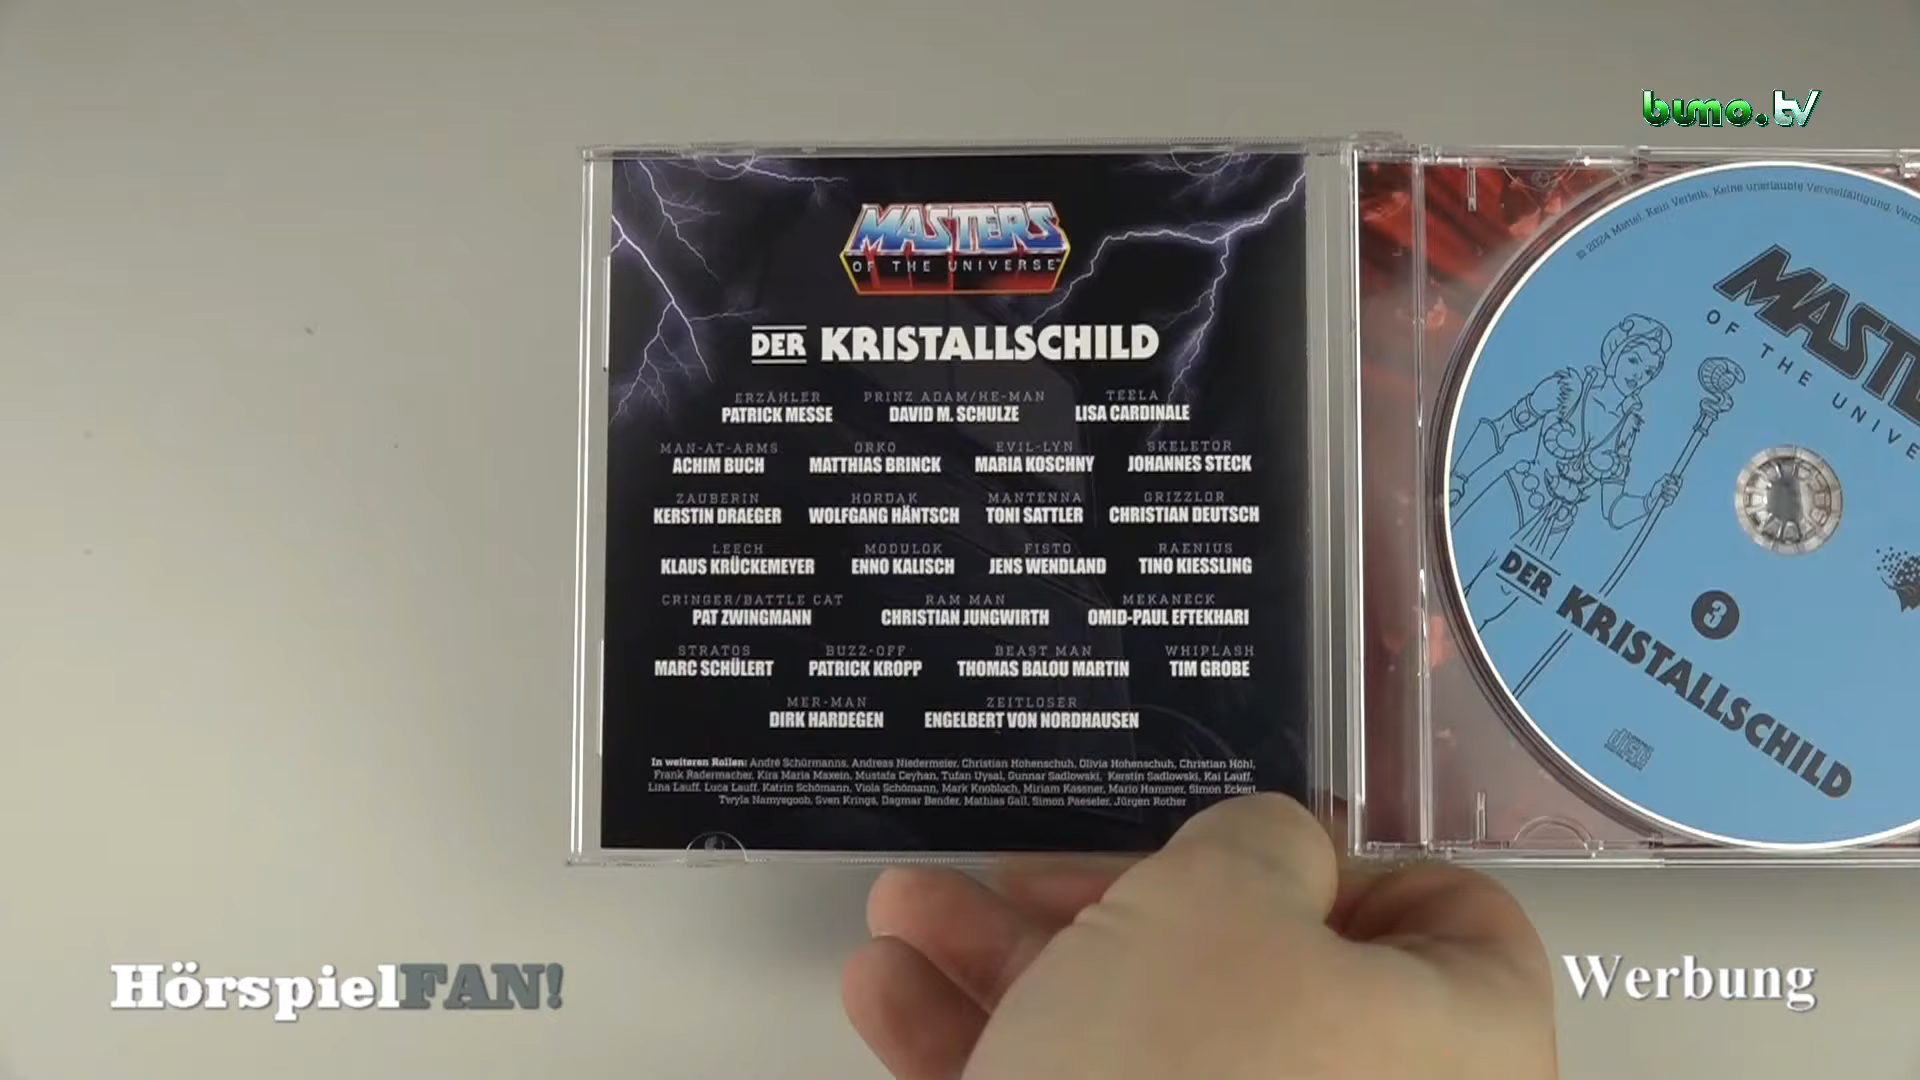 bumo.tv
MASTERS
OF THE UNIVERSE™
DER KRISTALLSCHILD
ERZÄHLER PRINZ ADAM/HE-MAN TEELA
PATRICK MESSE DAVID M. SCHULZE LISA CARDINALE
MAN-AT-ARMS ORKO EVIL-LYN SKELETOR
ACHIM BUCH MATTHIAS BRINCK MARIA KOSCHNY JOHANNES STECK
ZAUBERIN HORDAK MANTENNA GRIZZLOR
KERSTIN DRAEGER WOLFGANG HÄNTSCH TONI SATTLER CHRISTIAN DEUTSCH
LEECH MODULOK FISTO RAENIUS
KLAUS KRÜCKEMEYER ENNO KALISCH JENS WENDLAND TINO KIESSLING
CRINGER/BATTLE CAT RAM MAN MEKANECK
PAT ZWINGMANN CHRISTIAN JUNGWIRTH OMID-PAUL EFTEKHARI
STRATOS BUZZ-OFF BEAST MAN WHIPLASH
MARC SCHÜLERT PATRICK KROPP THOMAS BALOU MARTIN TIM GROBE
MER-MAN ZEITLOSER
DIRK HARDEGEN ENGELBERT VON NORDHAUSEN
In weiteren Rollen: André Schürmanns, Andreas Niedermeier, Christian Hohenschuh, Olivia Hohenschuh, Christian Höhl,
Frank Radermacher, Kira Maria Maxein, Mustafa Ceyhan, Tufan Uysal, Gunnar Sadlowski, Kerstin Sadlowski, Kai Lauff,
Lina Lauff, Luca Lauff, Katrin Schömann, Viola Schömann, Mark Knobloch, Miriam Kassner, Mario Hammer, Simon Eckert,
Twyla Namyegoob, Sven Krings, Dagmar Bender, Mathias Gall, Simon Paeseler, Jürgen Rother
© 2024 Mattel. Kein Verleih. Keine unerlaubte Vervielfältigung, Verm
MASTE
OF THE UNIVE
3
DER KRISTALLSCHILD
disc
HörspielFAN!
Werbung